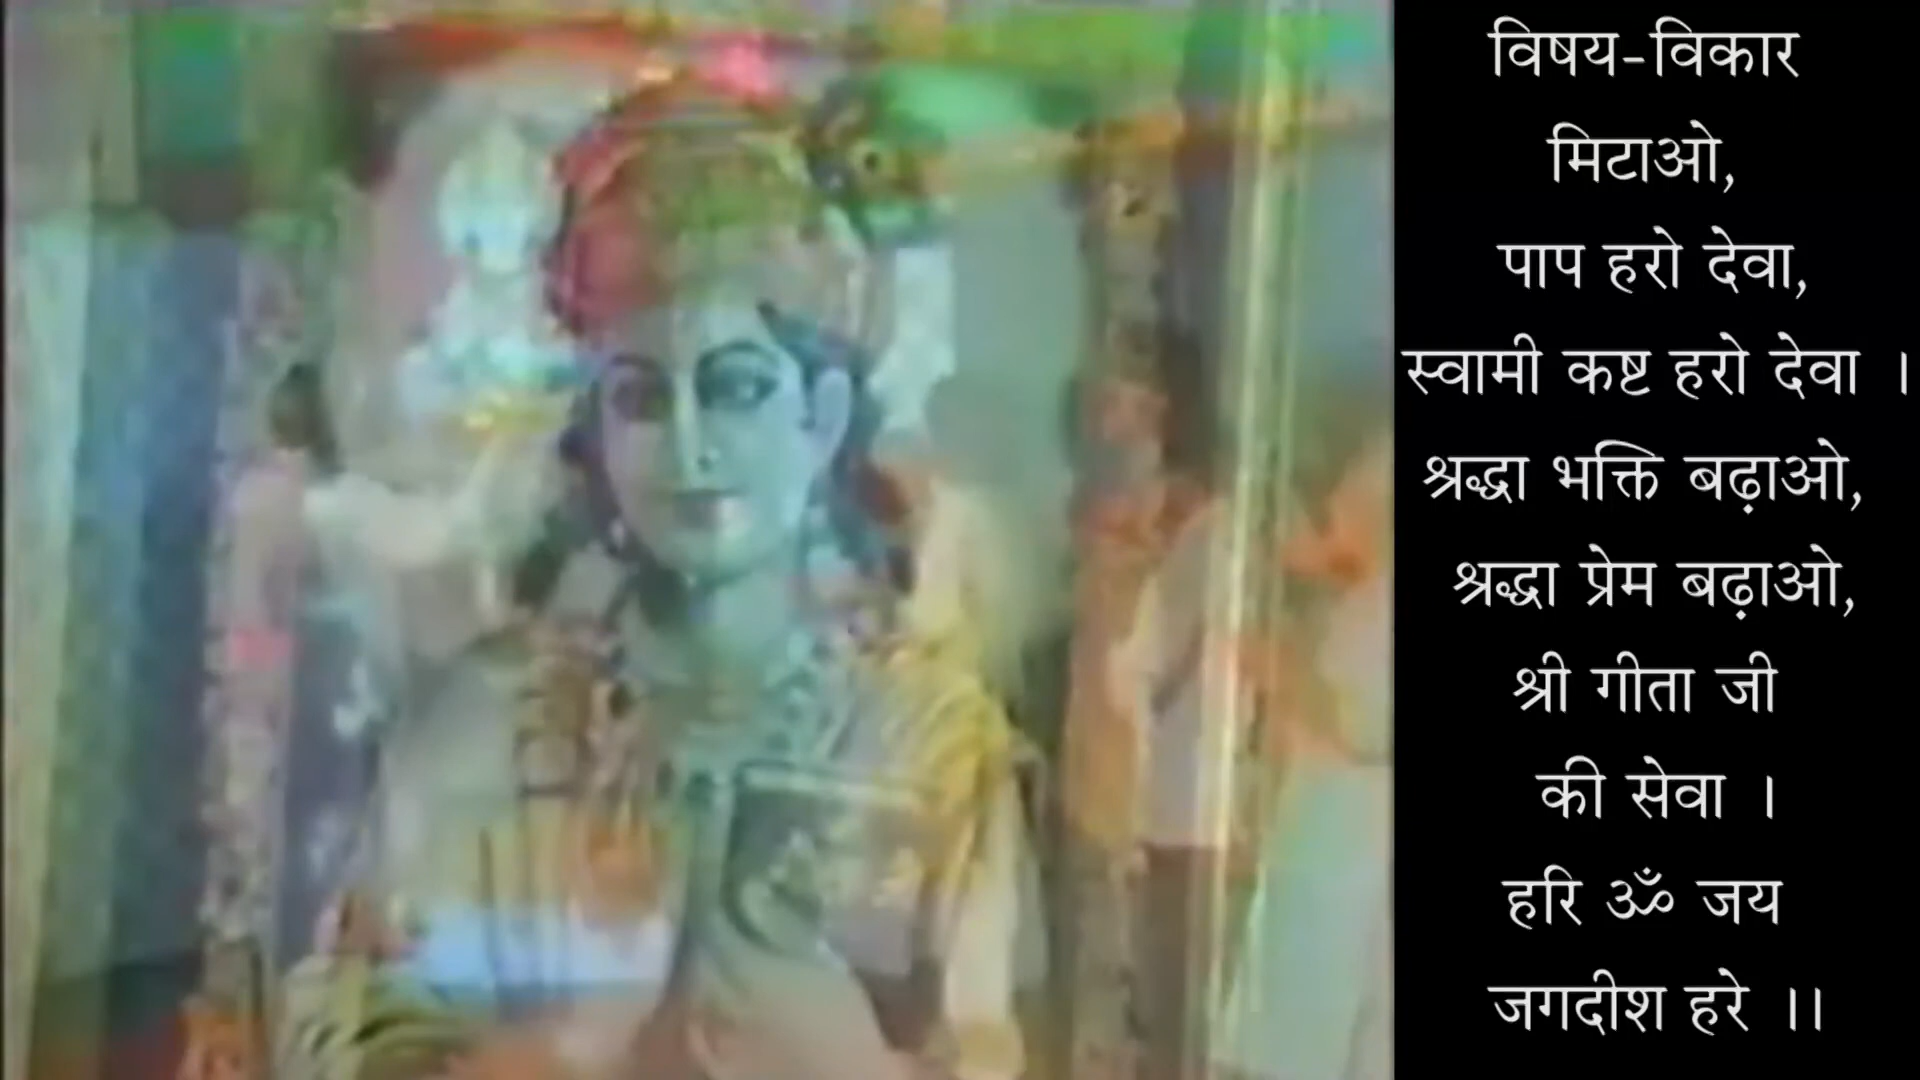 विषय-विकार
मिटाओ,
पाप हरो देवा,
स्वामी कष्ट हरो देवा ।
श्रद्धा भक्ति बढ़ाओ,
श्रद्धा प्रेम बढ़ाओ,
श्री गीता जी
की सेवा ।
हरि ॐ जय
जगदीश हरे ।।